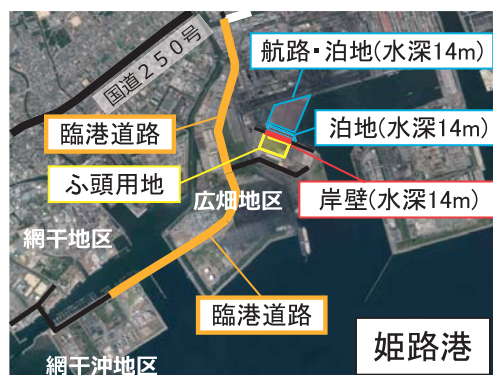 航路・泊地(水深14m)
国道250号
臨港道路
泊地(水深14m)
ふ頭用地
広畑地区
岸壁(水深14m)
網干地区
臨港道路
姫路港
網干沖地区